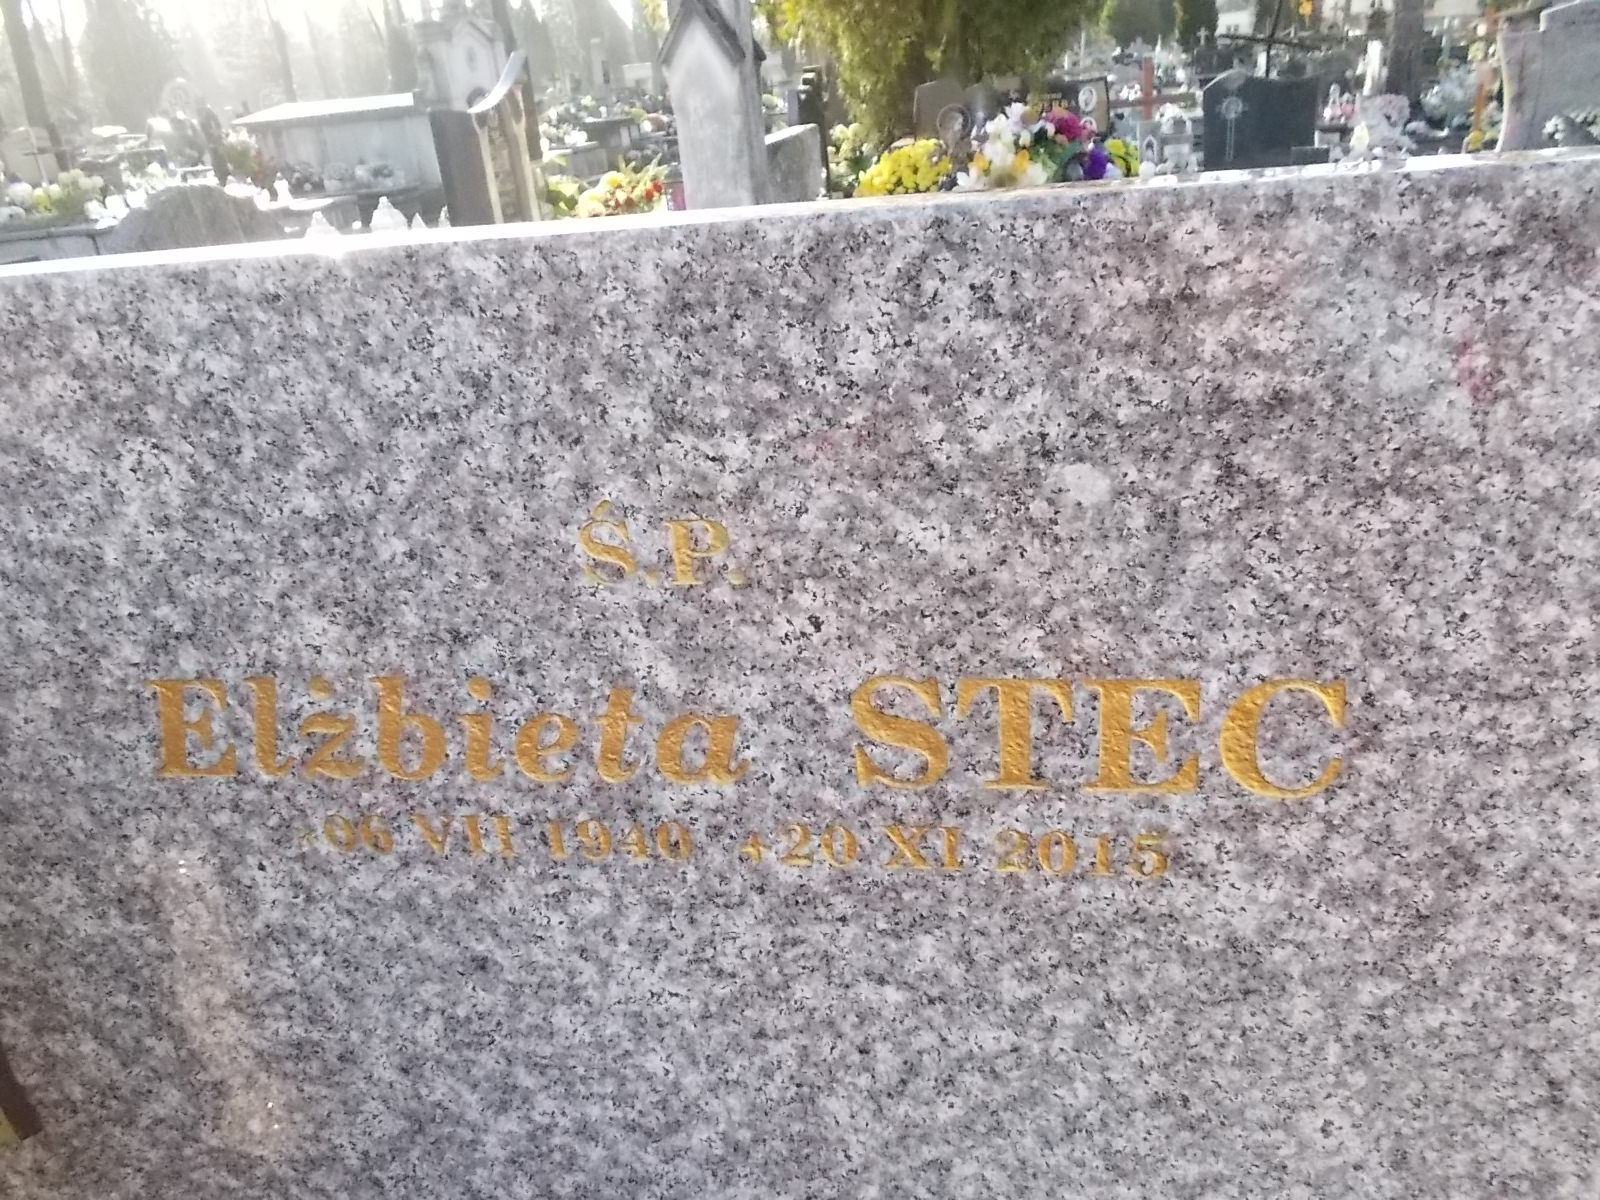 Ś.P.
Elżbieta STEC
*06 VII 1940 +20 XI 2015